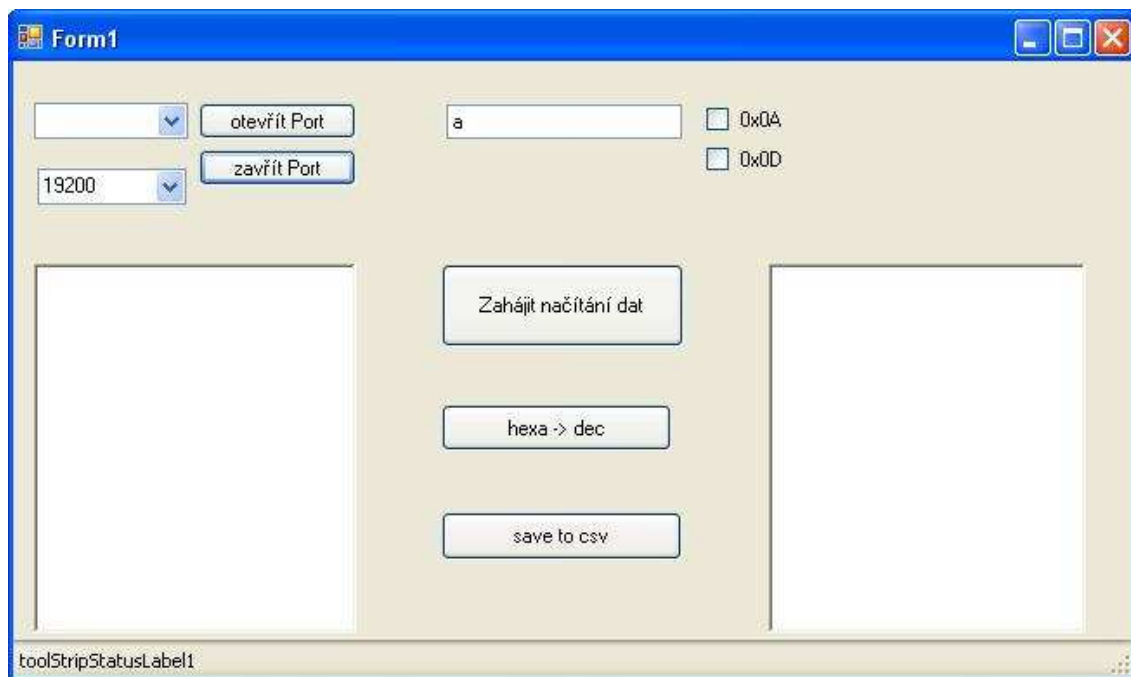 Form1
otevřít Port
a
0x0A
zavřít Port
0x0D
19200
Zahájit načítání dat
hexa -> dec
save to csv
toolStripStatusLabel1